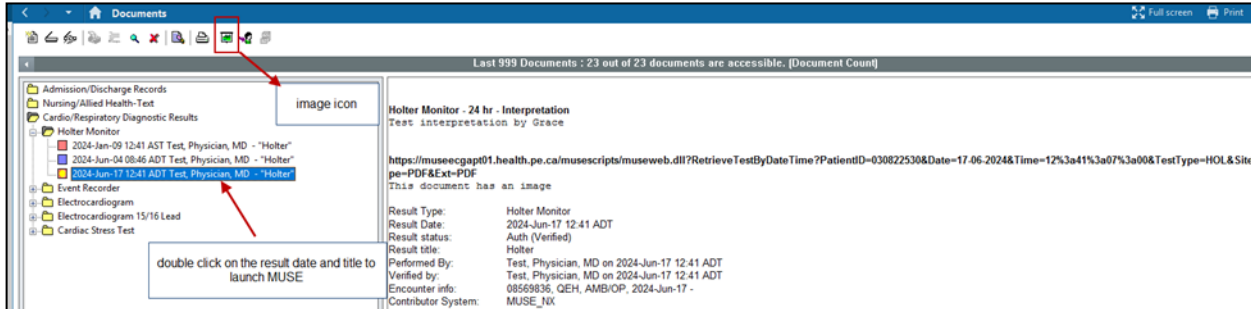 Documents
Full screen
Print
Last 999 Documents : 23 out of 23 documents are accessible. (Document Count)
Admission/Discharge Records
Nursing/Allied Health-Text
Cardio/Respiratory Diagnostic Results
Holter Monitor
2024-Jan-09 12:41 AST Test, Physician, MD - "Holter"
2024-Jun-04 08:46 ADT Test, Physician, MD - "Holter"
2024-Jun-17 12:41 ADT Test, Physician, MD - "Holter"
Event Recorder
Electrocardiogram
Electrocardiogram 15/16 Lead
Cardiac Stress Test
image icon
double click on the result date and title to
launch MUSE
Holter Monitor - 24 hr - Interpretation
Test interpretation by Grace
https://museecgapt01.health.pe.ca/musescripts/museweb.dll?RetrieveTestByDateTime?PatientID=030822530&Date=17-06-2024&Time=12%3a41%3a07%3a00&TestType=HOL&Site
pe=PDF&Ext=PDF
This document has an image
Result Type: Holter Monitor
Result Date: 2024-Jun-17 12:41 ADT
Result status: Auth (Verified)
Result title: Holter
Performed By: Test, Physician, MD on 2024-Jun-17 12:41 ADT
Verified by: Test, Physician, MD on 2024-Jun-17 12:41 ADT
Encounter info: 08569836, QEH, AMB/OP, 2024-Jun-17 -
Contributor System: MUSE_NX